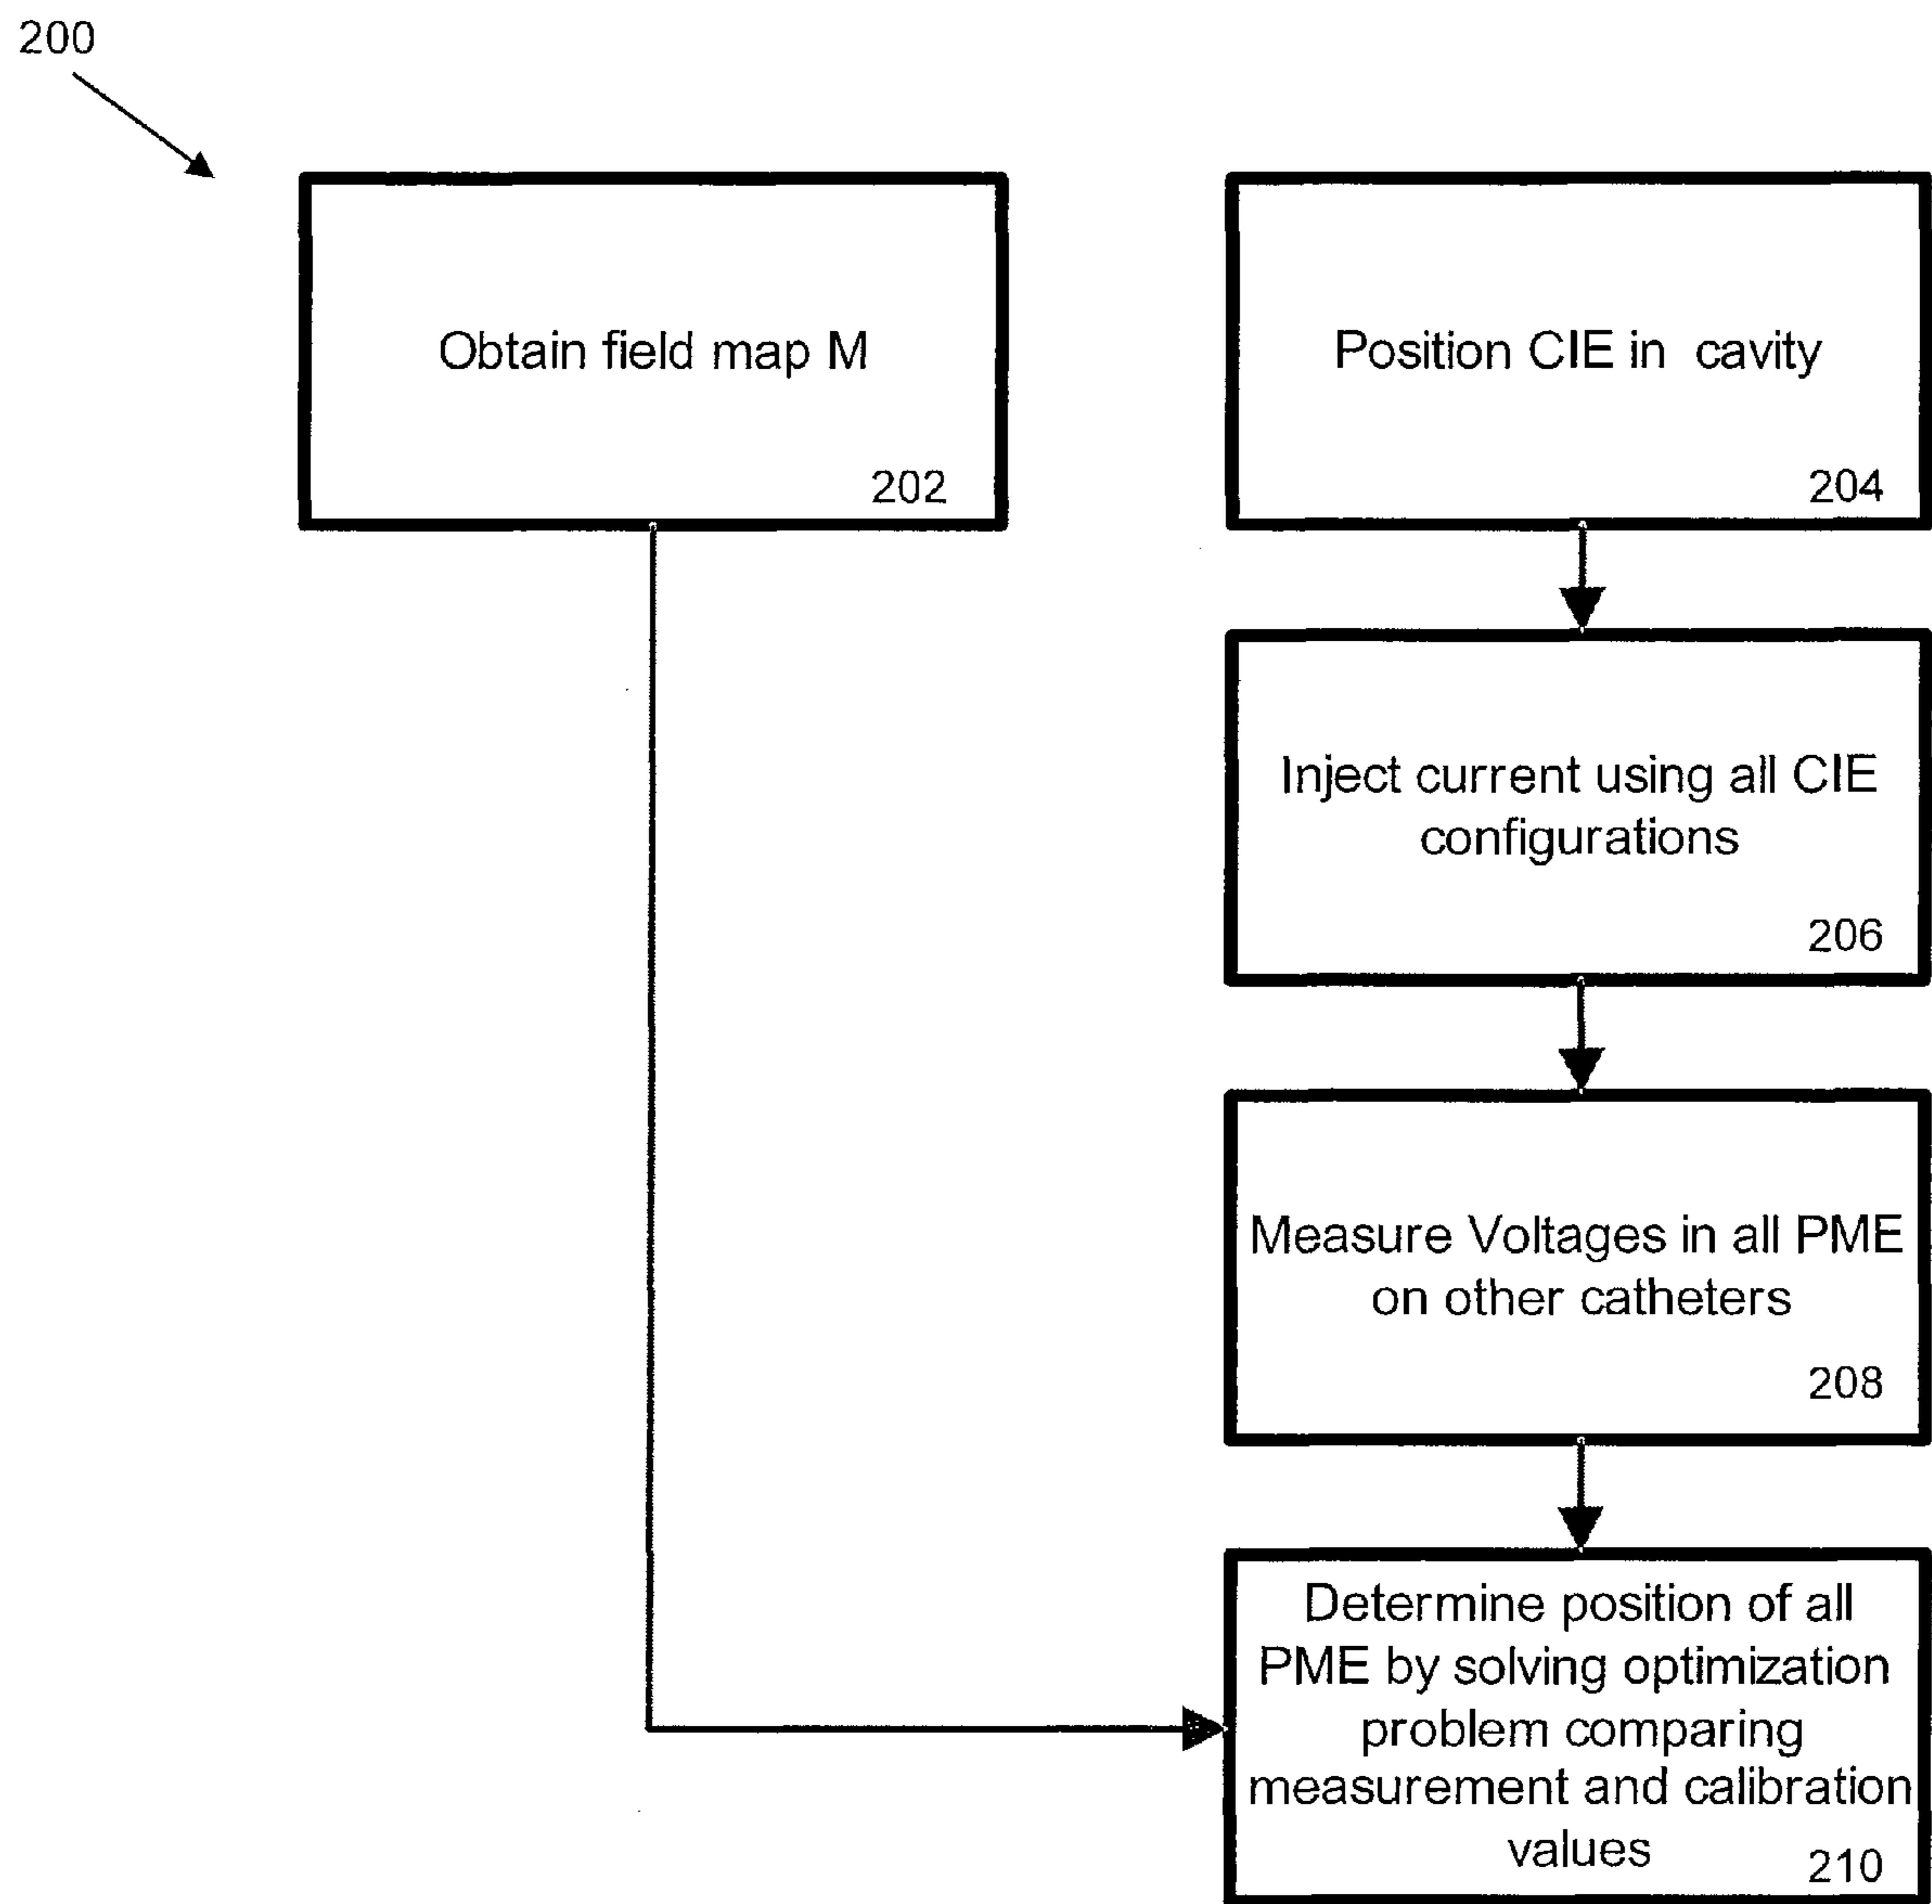 200
Obtain field map M
202
Position CIE in cavity
204
Inject current using all CIE
configurations
206
Measure Voltages in all PME
on other catheters
208
Determine position of all
PME by solving optimization
problem comparing
measurement and calibration
values
210